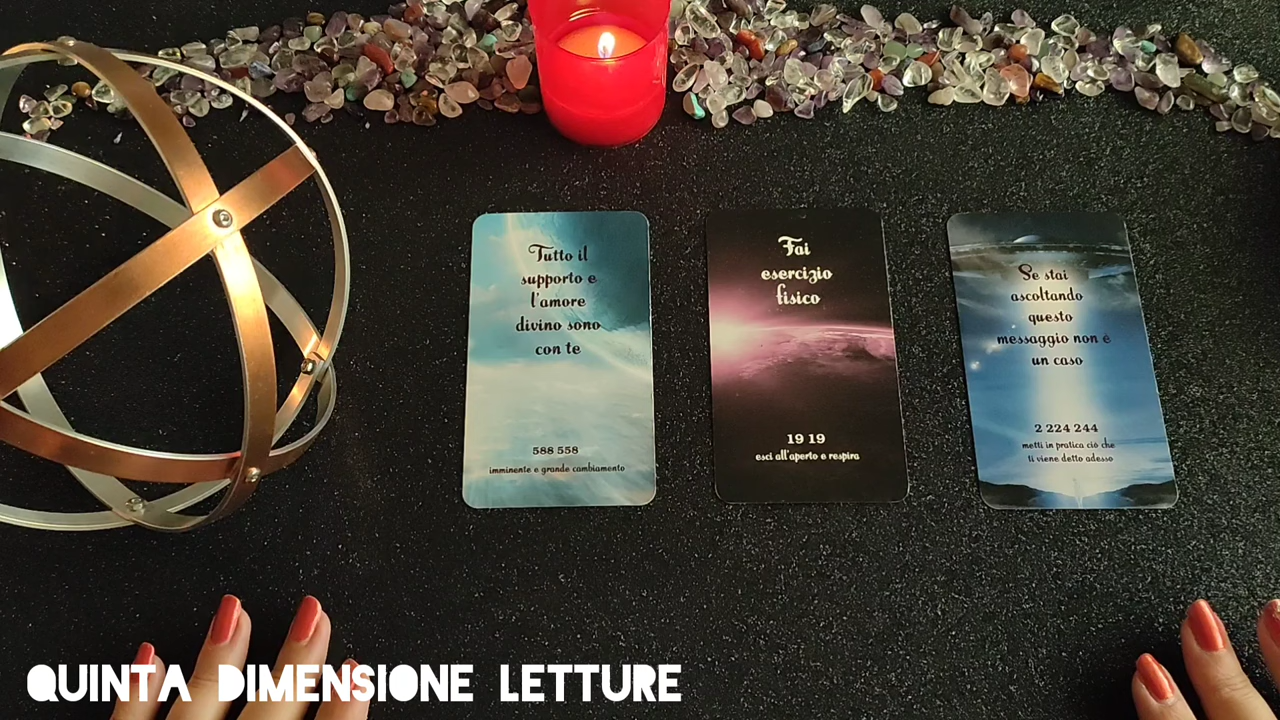 Tutto il
supporto e
l'amore
divino sono
con te
588 558
imminente e grande cambiamento
Fai
esercizio
fisico
19 19
esci all'aperto e respira
Se stai
ascoltando
questo
messaggio non è
un caso
2 224 244
metti in pratica ciò che
ti viene detto adesso
QUINTA DIMENSIONE LETTURE